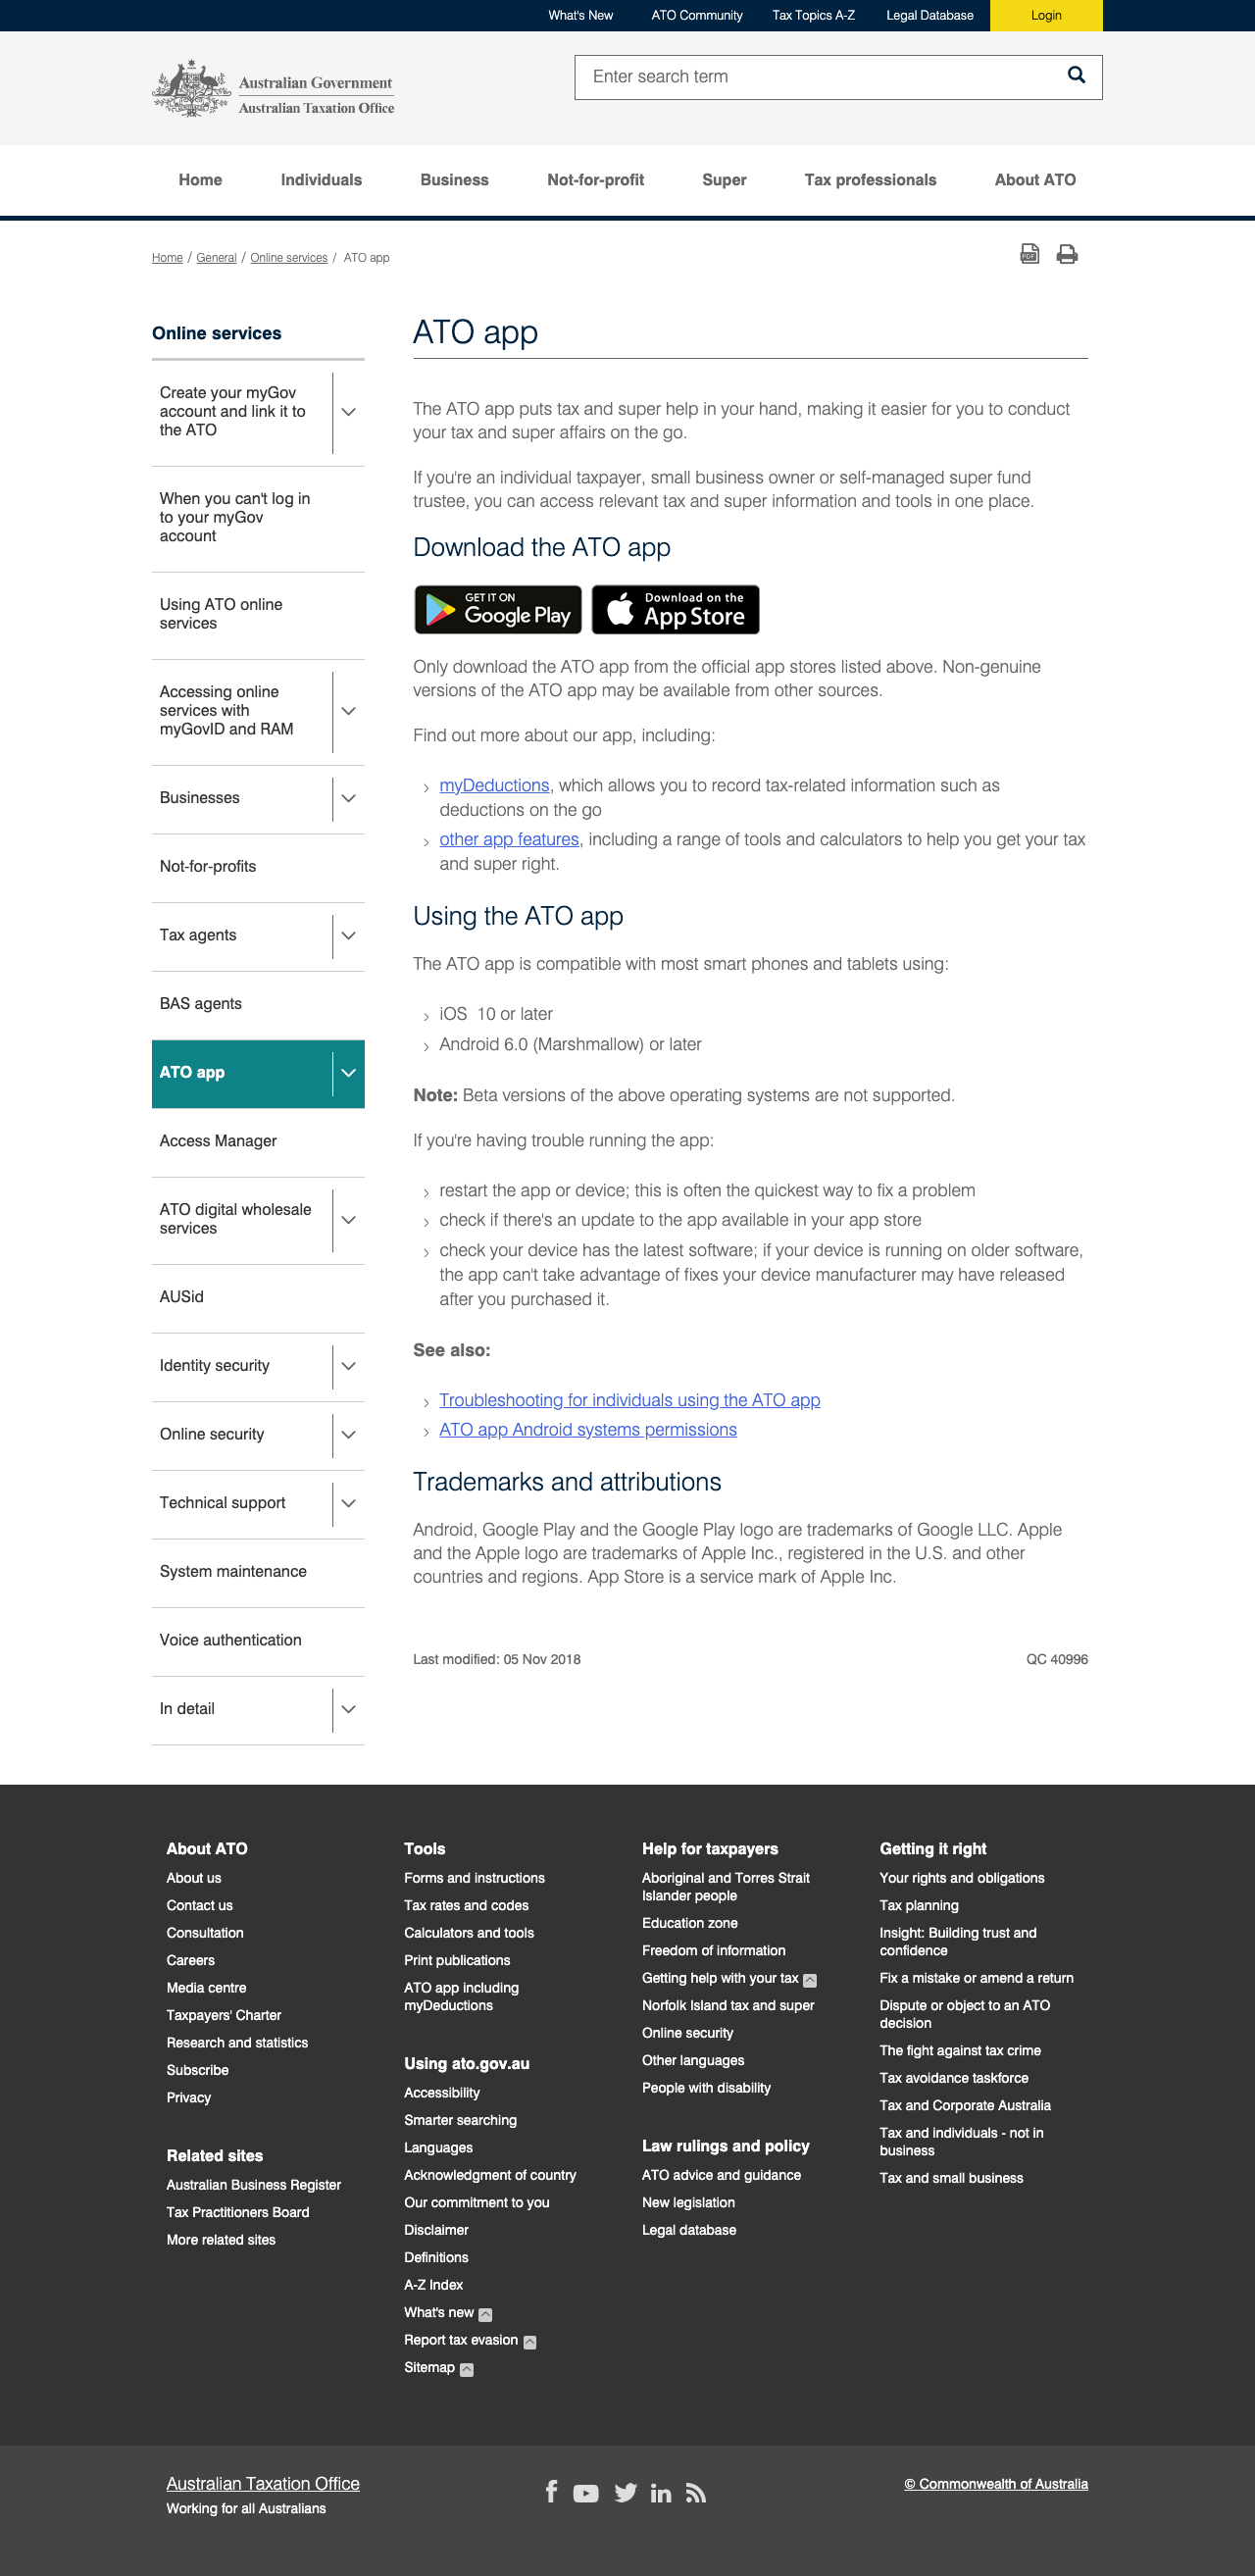 What's New
ATO Community
Tax Topics A-Z
Legal Database
Login
Australian Government
Australian Taxation Office
Enter search term
Home
Individuals
Business
Not-for-profit
Super
Tax professionals
About ATO
Home / General / Online services / ATO app
PDF
Online services
Create your myGov
account and link it to
the ATO
When you can't log in
to your myGov
account
Using ATO online
services
Accessing online
services with
myGovID and RAM
Businesses
Not-for-profits
Tax agents
BAS agents
ATO app
Access Manager
ATO digital wholesale
services
AUSid
Identity security
Online security
Technical support
System maintenance
Voice authentication
In detail
ATO app
The ATO app puts tax and super help in your hand, making it easier for you to conduct
your tax and super affairs on the go.
If you're an individual taxpayer, small business owner or self-managed super fund
trustee, you can access relevant tax and super information and tools in one place.
Download the ATO app
GET IT ON
Google Play
Download on the
App Store
Only download the ATO app from the official app stores listed above. Non-genuine
versions of the ATO app may be available from other sources.
Find out more about our app, including:
myDeductions, which allows you to record tax-related information such as
deductions on the go
other app features, including a range of tools and calculators to help you get your tax
and super right.
Using the ATO app
The ATO app is compatible with most smart phones and tablets using:
iOS 10 or later
Android 6.0 (Marshmallow) or later
Note: Beta versions of the above operating systems are not supported.
If you're having trouble running the app:
restart the app or device; this is often the quickest way to fix a problem
check if there's an update to the app available in your app store
check your device has the latest software; if your device is running on older software,
the app can't take advantage of fixes your device manufacturer may have released
after you purchased it.
See also:
Troubleshooting for individuals using the ATO app
ATO app Android systems permissions
Trademarks and attributions
Android, Google Play and the Google Play logo are trademarks of Google LLC. Apple
and the Apple logo are trademarks of Apple Inc., registered in the U.S. and other
countries and regions. App Store is a service mark of Apple Inc.
Last modified: 05 Nov 2018
QC 40996
About ATO
About us
Contact us
Consultation
Careers
Media centre
Taxpayers' Charter
Research and statistics
Subscribe
Privacy
Related sites
Australian Business Register
Tax Practitioners Board
More related sites
Tools
Forms and instructions
Tax rates and codes
Calculators and tools
Print publications
ATO app including
myDeductions
Using ato.gov.au
Accessibility
Smarter searching
Languages
Acknowledgment of country
Our commitment to you
Disclaimer
Definitions
A-Z Index
What's new
Report tax evasion
Sitemap
Help for taxpayers
Aboriginal and Torres Strait
Islander people
Education zone
Freedom of information
Getting help with your tax
Norfolk Island tax and super
Online security
Other languages
People with disability
Law rulings and policy
ATO advice and guidance
New legislation
Legal database
Getting it right
Your rights and obligations
Tax planning
Insight: Building trust and
confidence
Fix a mistake or amend a return
Dispute or object to an ATO
decision
The fight against tax crime
Tax avoidance taskforce
Tax and Corporate Australia
Tax and individuals - not in
business
Tax and small business
Australian Taxation Office
Working for all Australians
© Commonwealth of Australia